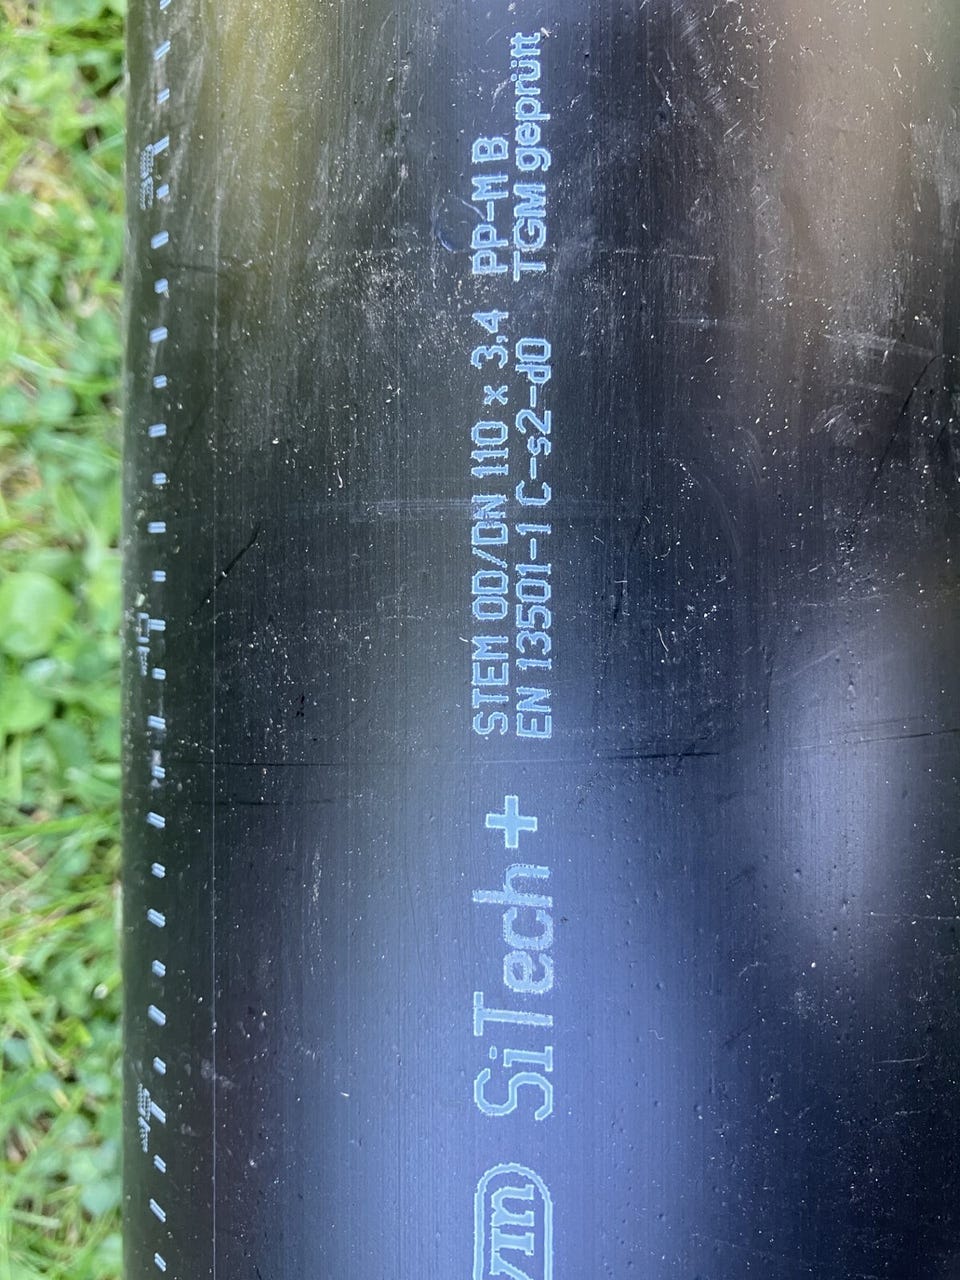 SiTech+
STEM OD/DN 110 x 3,4 PP-M B
EN 13501-1 C-s2-d0 TGM geprüft